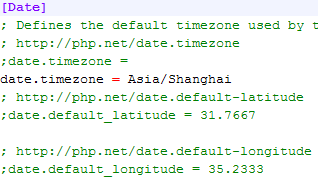 [Date]
; Defines the default timezone used by t
; http://php.net/date.timezone
;date.timezone =
date.timezone = Asia/Shanghai
; http://php.net/date.default-latitude
;date.default_latitude = 31.7667

; http://php.net/date.default-longitude
;date.default_longitude = 35.2333